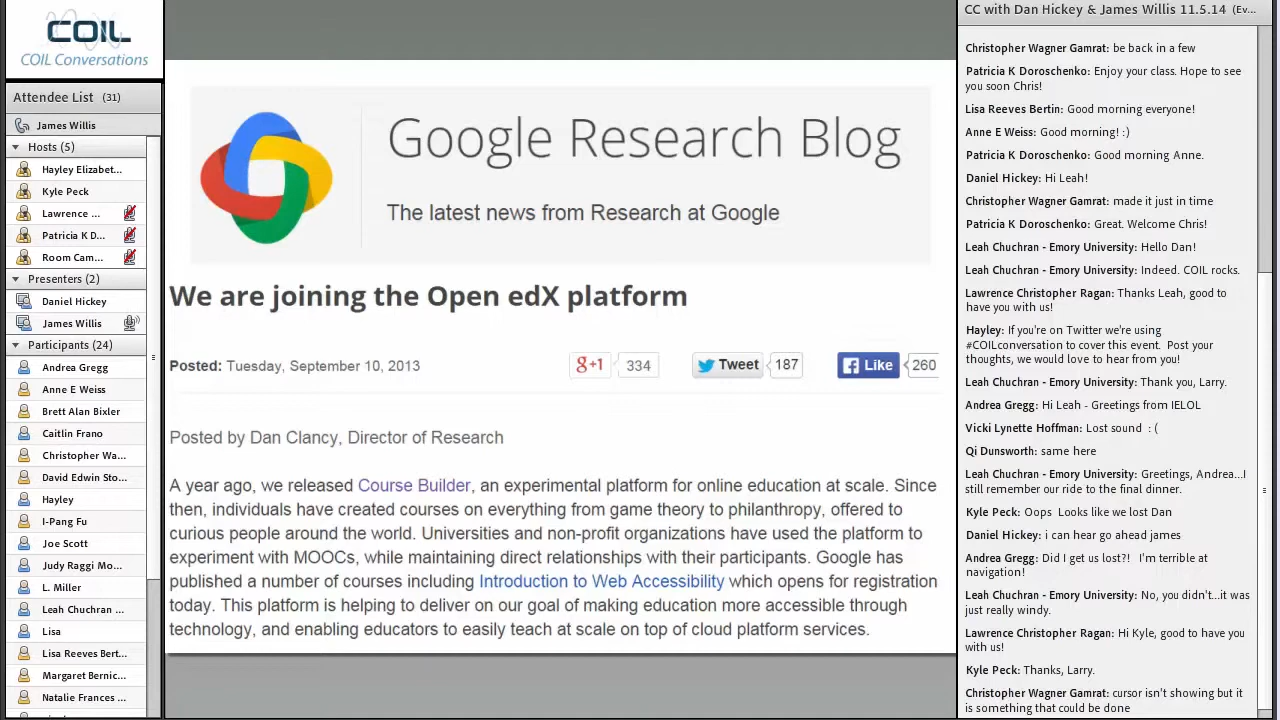 COIL
COIL Conversations
Attendee List (31)
James Willis
Hosts (5)
Hayley Elizabet...
Kyle Peck
Lawrence ...
Patricia K D...
Room Cam...
Presenters (2)
Daniel Hickey
James Willis
Participants (24)
Andrea Gregg
Anne E Weiss
Brett Alan Bixler
Caitlin Frano
Christopher Wa...
David Edwin Sto...
Hayley
I-Pang Fu
Joe Scott
Judy Raggi Mo...
L. Miller
Leah Chuchran ...
Lisa
Lisa Reeves Bert...
Margaret Bernic...
Natalie Frances ...
Google Research Blog
The latest news from Research at Google
We are joining the Open edX platform
Posted: Tuesday, September 10, 2013
g+1 334 Tweet 187 Like 260
Posted by Dan Clancy, Director of Research
A year ago, we released Course Builder, an experimental platform for online education at scale. Since
then, individuals have created courses on everything from game theory to philanthropy, offered to
curious people around the world. Universities and non-profit organizations have used the platform to
experiment with MOOCs, while maintaining direct relationships with their participants. Google has
published a number of courses including Introduction to Web Accessibility which opens for registration
today. This platform is helping to deliver on our goal of making education more accessible through
technology, and enabling educators to easily teach at scale on top of cloud platform services.
CC with Dan Hickey & James Willis 11.5.14 (Ev...
Christopher Wagner Gamrat: be back in a few
Patricia K Doroschenko: Enjoy your class. Hope to see
you soon Chris!
Lisa Reeves Bertin: Good morning everyone!
Anne E Weiss: Good morning! :)
Patricia K Doroschenko: Good morning Anne.
Daniel Hickey: Hi Leah!
Christopher Wagner Gamrat: made it just in time
Patricia K Doroschenko: Great. Welcome Chris!
Leah Chuchran - Emory University: Hello Dan!
Leah Chuchran - Emory University: Indeed. COIL rocks.
Lawrence Christopher Ragan: Thanks Leah, good to
have you with us!
Hayley: If you're on Twitter we're using
#COILconversation to cover this event. Post your
thoughts, we would love to hear from you!
Leah Chuchran - Emory University: Thank you, Larry.
Andrea Gregg: Hi Leah - Greetings from IELOL
Vicki Lynette Hoffman: Lost sound : (
Qi Dunsworth: same here
Leah Chuchran - Emory University: Greetings, Andrea...I
still remember our ride to the final dinner.
Kyle Peck: Oops Looks like we lost Dan
Daniel Hickey: i can hear go ahead james
Andrea Gregg: Did I get us lost?! I'm terrible at
navigation!
Leah Chuchran - Emory University: No, you didn't...it was
just really windy.
Lawrence Christopher Ragan: Hi Kyle, good to have you
with us!
Kyle Peck: Thanks, Larry.
Christopher Wagner Gamrat: cursor isn't showing but it
is something that could be done